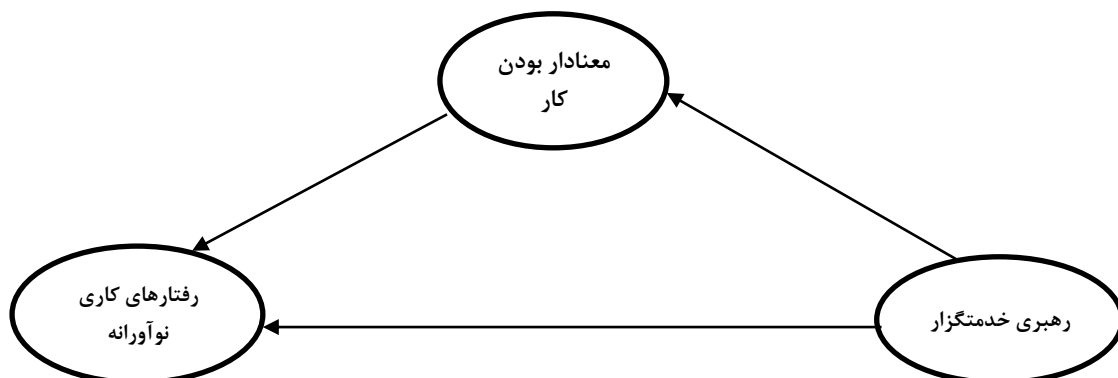 معنادار بودن
کار
رهبری خدمتگزار
رفتارهای کاری
نوآورانه